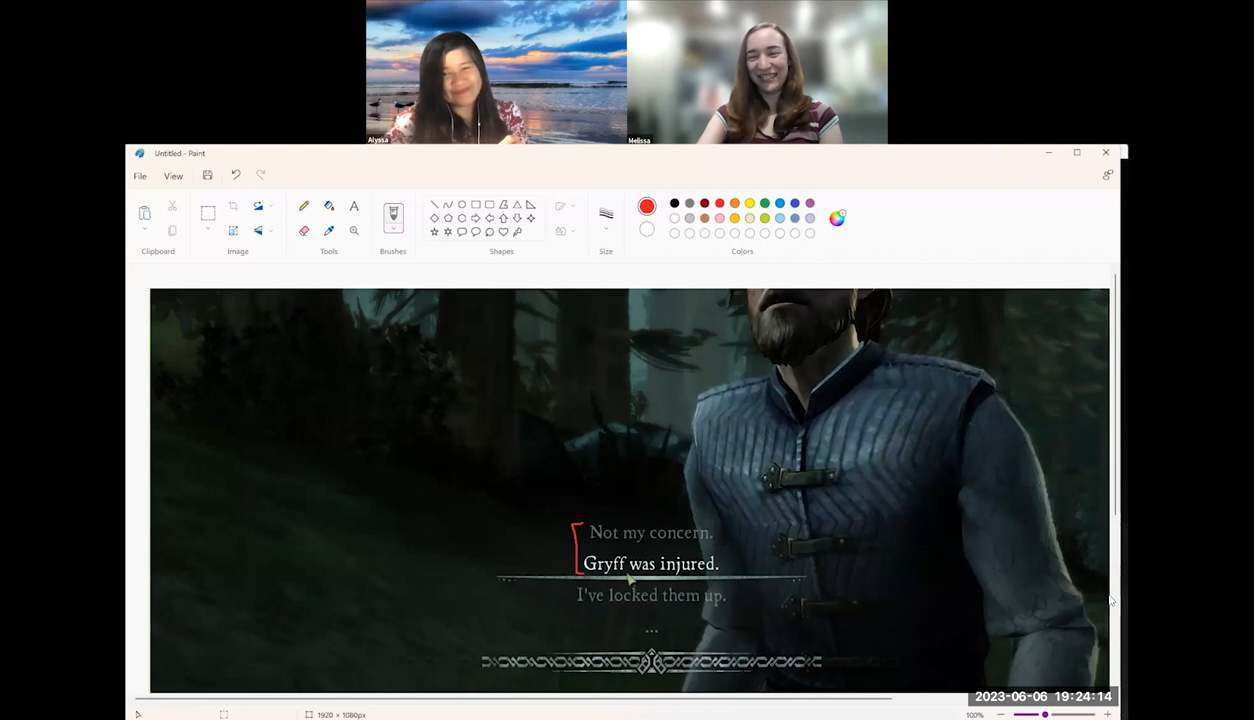 Alyssa
Melissa
Untitled - Paint
File
View
Clipboard
Image
Tools
Brushes
Shapes
Size
Colors
A
Not my concern.
Gryff was injured.
I've locked them up.
...
2023-06-06 19:24:14
1920 × 1080px
100%